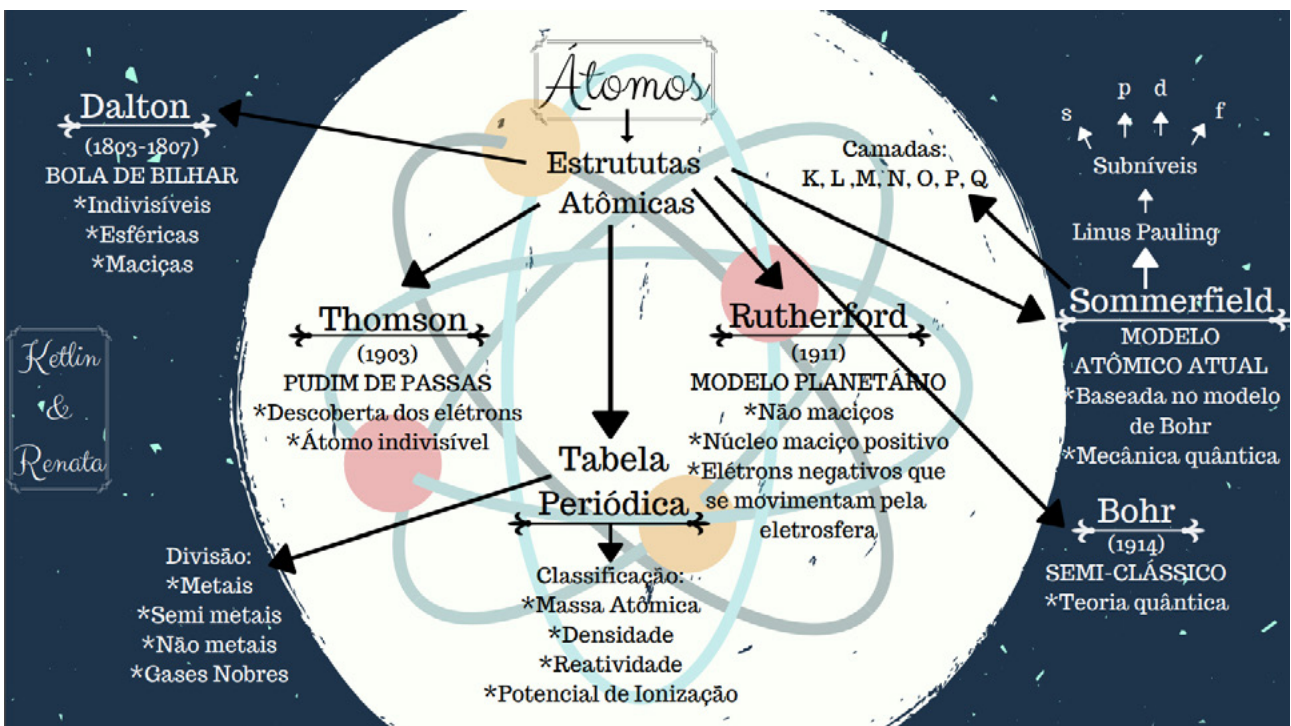 Átomos
Estrututas
Atômicas
Dalton
(1803-1807)
BOLA DE BILHAR
*Indivisíveis
*Esféricas
*Maciças
Ketlin
&
Renata
Thomson
(1903)
PUDIM DE PASSAS
*Descoberta dos elétrons
*Átomo indivisível
Tabela
Periódica
Divisão:
*Metais
*Semi metais
*Não metais
*Gases Nobres
Classificação:
*Massa Atômica
*Densidade
*Reatividade
*Potencial de Ionização
Rutherford
(1911)
MODELO PLANETÁRIO
*Não maciços
*Núcleo maciço positivo
*Elétrons negativos que
se movimentam pela
eletrosfera
Camadas:
K, L ,M, N, O, P, Q
s p d f
Subníveis
Linus Pauling
Sommerfield
MODELO
ATÔMICO ATUAL
*Baseada no modelo
de Bohr
*Mecânica quântica
Bohr
(1914)
SEMI-CLÁSSICO
*Teoria quântica